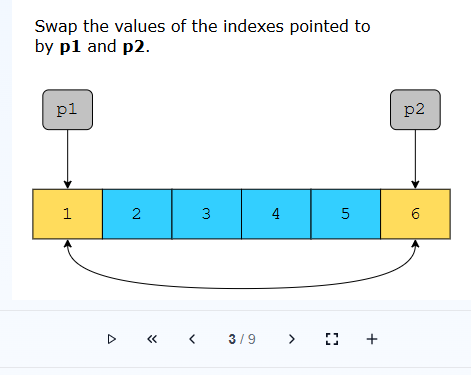 Swap the values of the indexes pointed to
by p1 and p2.
p1 p2
1 2 3 4 5 6
3 / 9